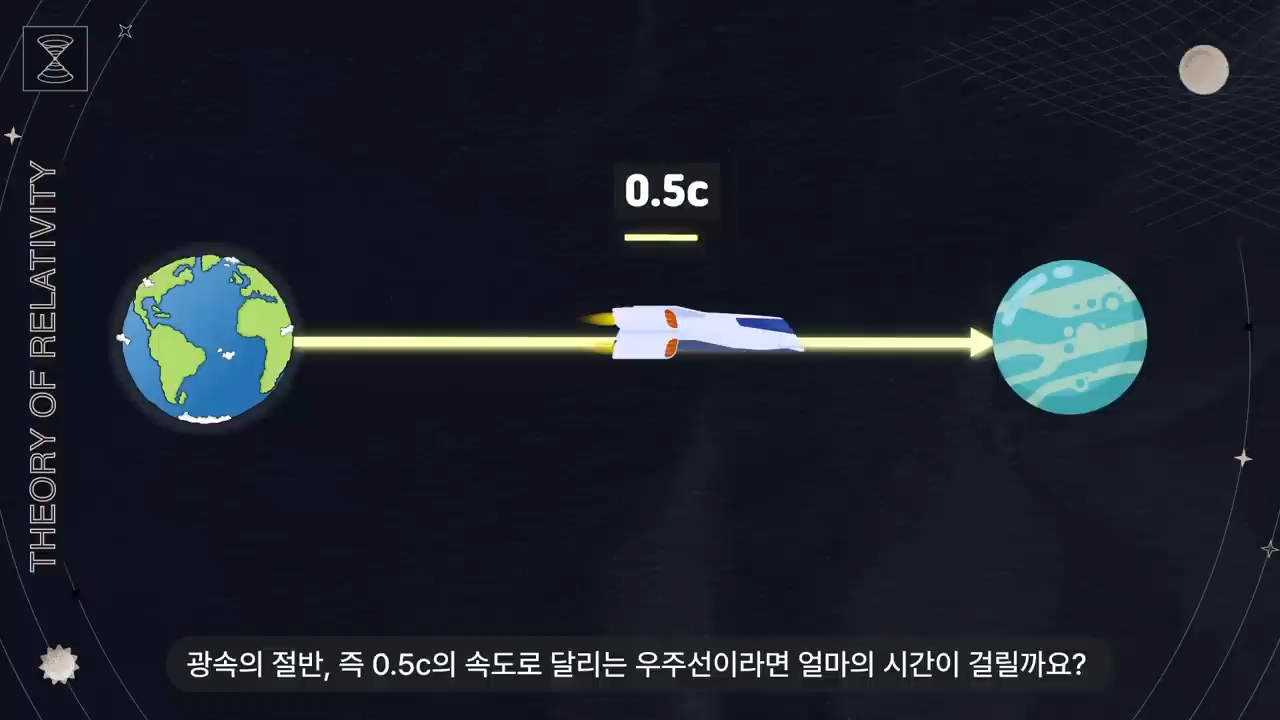 THEORY OF RELATIVITY
0.5c
광속의 절반, 즉 0.5c의 속도로 달리는 우주선이라면 얼마의 시간이 걸릴까요?